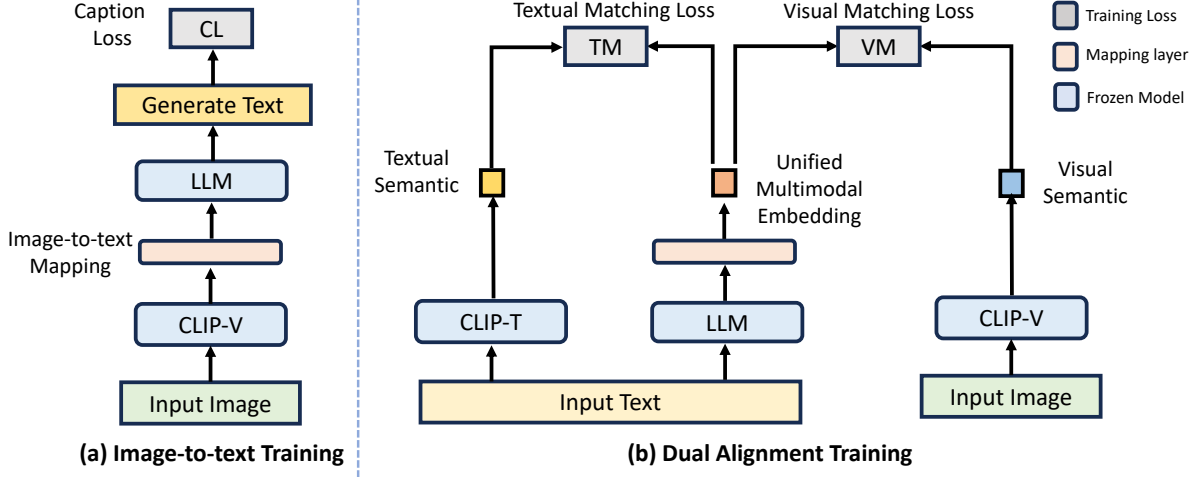 Caption
Loss
CL
Generate Text
LLM
Image-to-text
Mapping
CLIP-V
Input Image
(a) Image-to-text Training
Textual Matching Loss
Visual Matching Loss
TM
VM
Training Loss
Mapping layer
Frozen Model
Textual
Semantic
Unified
Multimodal
Embedding
Visual
Semantic
CLIP-T
LLM
CLIP-V
Input Text
Input Image
(b) Dual Alignment Training